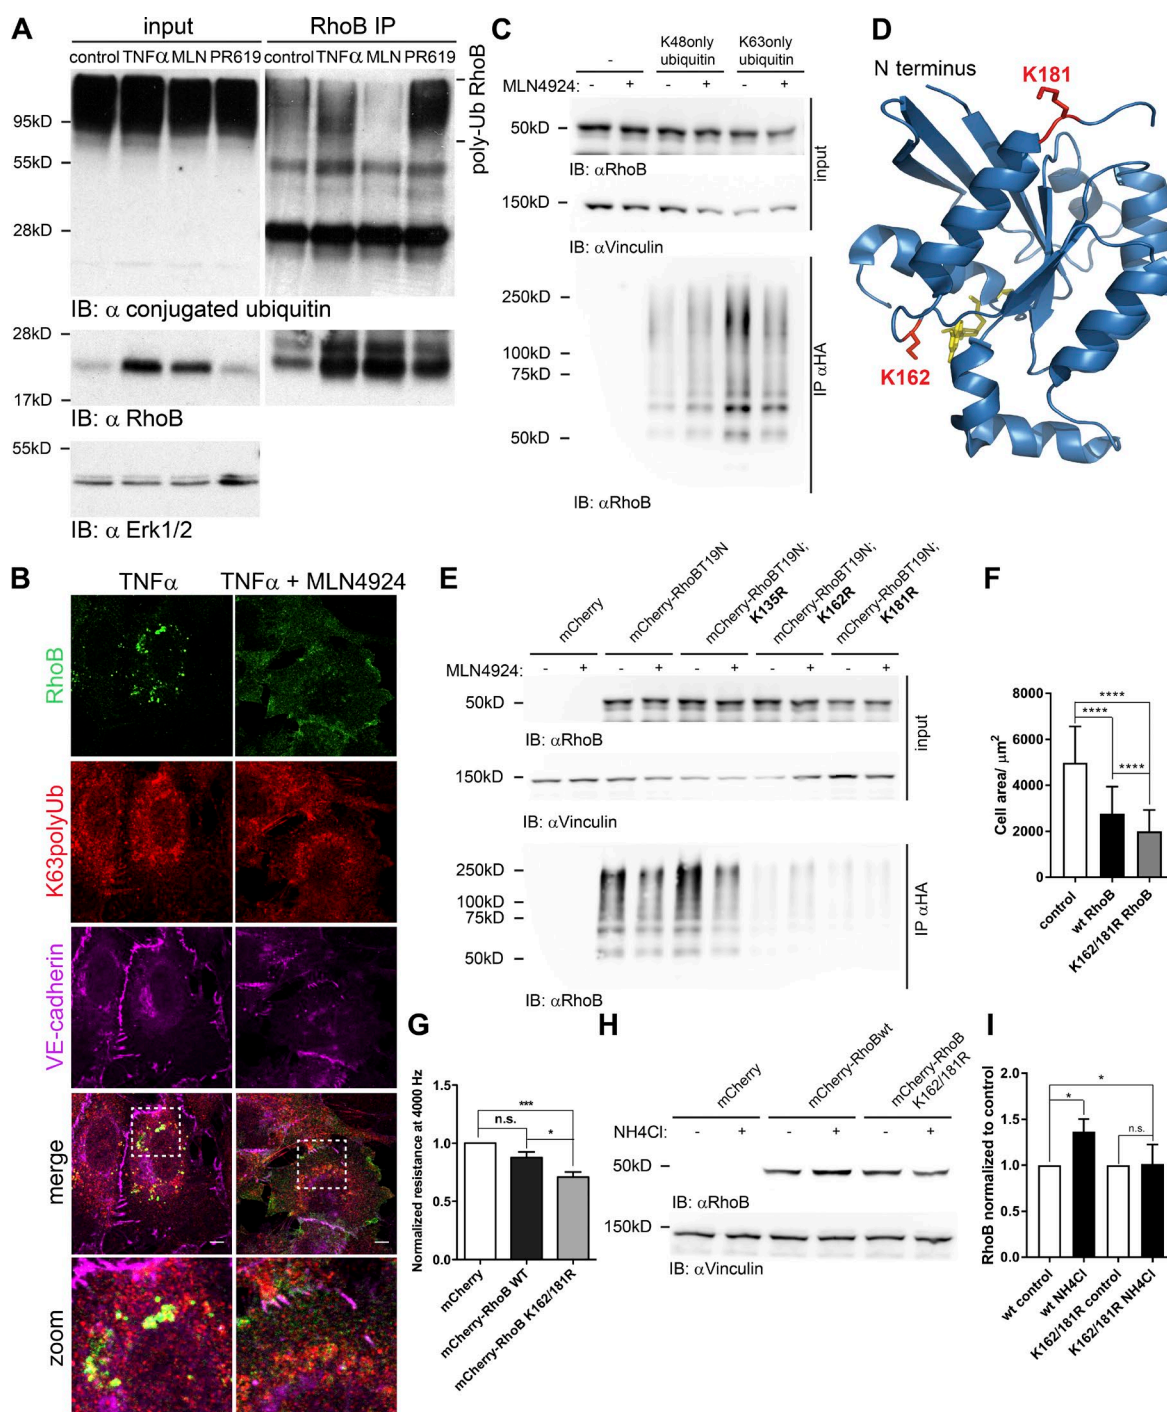 A
input
RhoB IP
control TNFα MLN PR619
control TNFα MLN PR619
95kD
55kD
28kD
poly-Ub RhoB
IB: α conjugated ubiquitin
28kD
17kD
IB: α RhoB
55kD
IB: α Erk1/2
B
TNFα
TNFα + MLN4924
RhoB
K63polyUb
VE-cadherin
merge
zoom
C
-
K48only
ubiquitin
K63only
ubiquitin
MLN4924: - + - + - +
50kD
IB: αRhoB
150kD
IB: αVinculin
input
250kD
100kD
75kD
50kD
IP αHA
IB: αRhoB
D
N terminus
K181
K162
E
mCherry
mCherry-RhoBT19N
mCherry-RhoBT19N;
K135R
mCherry-RhoBT19N;
K162R
mCherry-RhoBT19N;
K181R
MLN4924: - + - + - + - + - +
50kD
IB: αRhoB
150kD
IB: αVinculin
input
250kD
100kD
75kD
50kD
IP αHA
IB: αRhoB
F
8000
6000
4000
2000
0
Cell area/ μm²
****
****
****
control
wt RhoB
K162/181R RhoB
G
Normalized resistance at 4000 Hz
1.5
1.0
0.5
0.0
***
n.s.
*
mCherry
mCherry-RhoB WT
mCherry-RhoB K162/181R
H
mCherry
mCherry-RhoBwt
mCherry-RhoB
K162/181R
NH4Cl: - + - + - +
50kD
IB: αRhoB
150kD
IB: αVinculin
I
RhoB normalized to control
2.0
1.5
1.0
0.5
0.0
*
*
n.s.
wt control
wt NH4Cl
K162/181R control
K162/181R NH4Cl